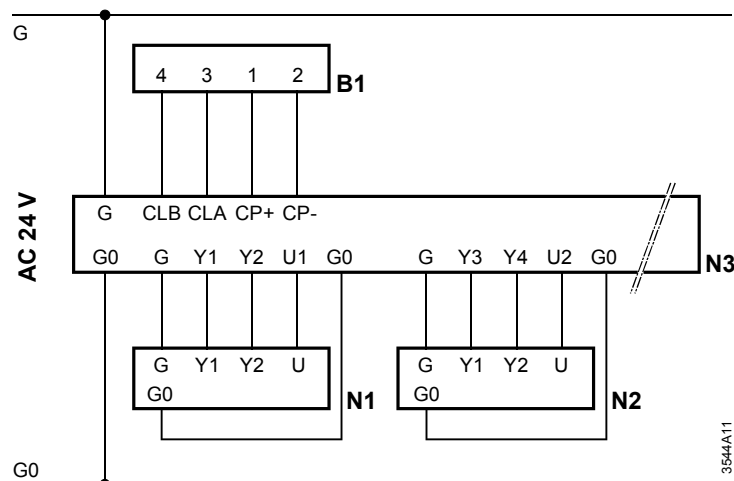 G
4 3 1 2
B1
AC 24 V
G CLB CLA CP+ CP-
G0 G Y1 Y2 U1 G0 G Y3 Y4 U2 G0
N3
G Y1 Y2 U
G0
N1
G Y1 Y2 U
G0
N2
G0
3544A11